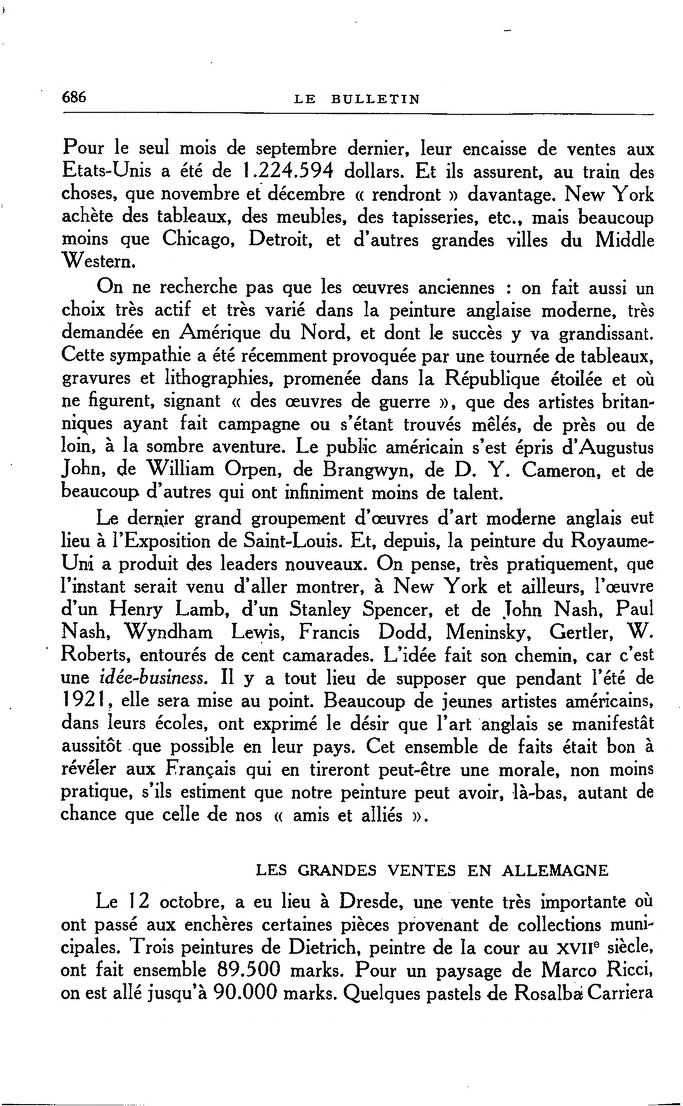 686 LE BULLETIN
Pour le seul mois de septembre dernier, leur encaisse de ventes aux
Etats-Unis a été de 1.224.594 dollars. Et ils assurent, au train des
choses, que novembre et décembre « rendront » davantage. New York
achète des tableaux, des meubles, des tapisseries, etc., mais beaucoup
moins que Chicago, Detroit, et d'autres grandes villes du Middle
Western.
On ne recherche pas que les œuvres anciennes : on fait aussi un
choix très actif et très varié dans la peinture anglaise moderne, très
demandée en Amérique du Nord, et dont le succès y va grandissant.
Cette sympathie a été récemment provoquée par une tournée de tableaux,
gravures et lithographies, promenée dans la République étoilée et où
ne figurent, signant « des œuvres de guerre », que des artistes britan-
niques ayant fait campagne ou s'étant trouvés mêlés, de près ou de
loin, à la sombre aventure. Le public américain s'est épris d'Augustus
John, de William Orpen, de Brangwyn, de D. Y. Cameron, et de
beaucoup d'autres qui ont infiniment moins de talent.
Le dernier grand groupement d'œuvres d'art moderne anglais eut
lieu à l'Exposition de Saint-Louis. Et, depuis, la peinture du Royaume-
Uni a produit des leaders nouveaux. On pense, très pratiquement, que
l'instant serait venu d'aller montrer, à New York et ailleurs, l'œuvre
d'un Henry Lamb, d'un Stanley Spencer, et de John Nash, Paul
Nash, Wyndham Lewis, Francis Dodd, Meninsky, Gertler, W.
Roberts, entourés de cent camarades. L'idée fait son chemin, car c'est
une idée-business. Il y a tout lieu de supposer que pendant l'été de
1921, elle sera mise au point. Beaucoup de jeunes artistes américains,
dans leurs écoles, ont exprimé le désir que l'art anglais se manifestât
aussitôt que possible en leur pays. Cet ensemble de faits était bon à
révéler aux Français qui en tireront peut-être une morale, non moins
pratique, s'ils estiment que notre peinture peut avoir, là-bas, autant de
chance que celle de nos « amis et alliés ».
LES GRANDES VENTES EN ALLEMAGNE
Le 12 octobre, a eu lieu à Dresde, une vente très importante où
ont passé aux enchères certaines pièces provenant de collections muni-
cipales. Trois peintures de Dietrich, peintre de la cour au XVIIe siècle,
ont fait ensemble 89.500 marks. Pour un paysage de Marco Ricci,
on est allé jusqu'à 90.000 marks. Quelques pastels de Rosalba Carriera